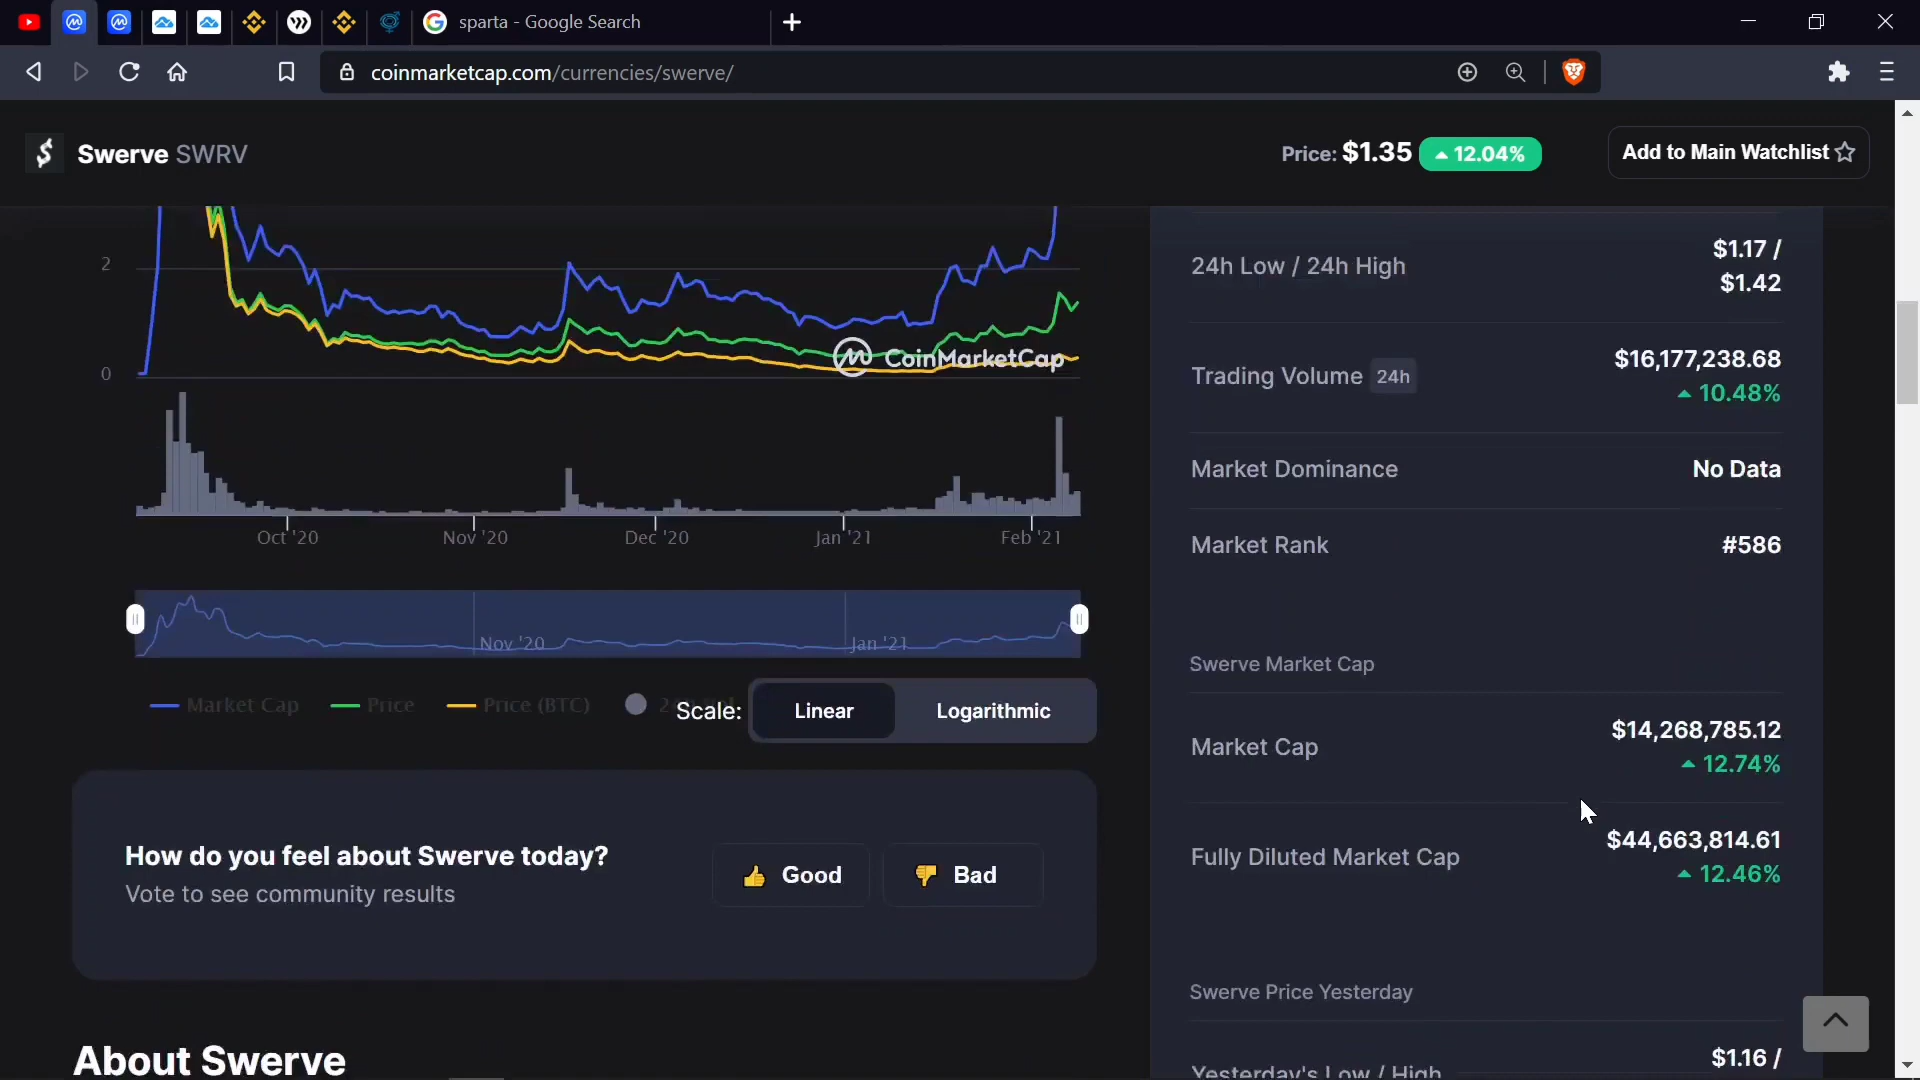 sparta - Google Search
coinmarketcap.com/currencies/swerve/
Swerve SWRV
Price: $1.35 12.04%
Add to Main Watchlist
2
0
CoinMarketCap
Oct '20 Nov '20 Dec '20 Jan '21 Feb '21
Nov '20 Jan '21
Market Cap Price Price (BTC)
Scale: Linear Logarithmic
How do you feel about Swerve today?
Vote to see community results
👍 Good 👎 Bad
About Swerve
24h Low / 24h High
$1.17 /
$1.42
Trading Volume 24h
$16,177,238.68
10.48%
Market Dominance No Data
Market Rank #586
Swerve Market Cap
Market Cap
$14,268,785.12
12.74%
Fully Diluted Market Cap
$44,663,814.61
12.46%
Swerve Price Yesterday
Yesterday's Low / High
$1.16 /